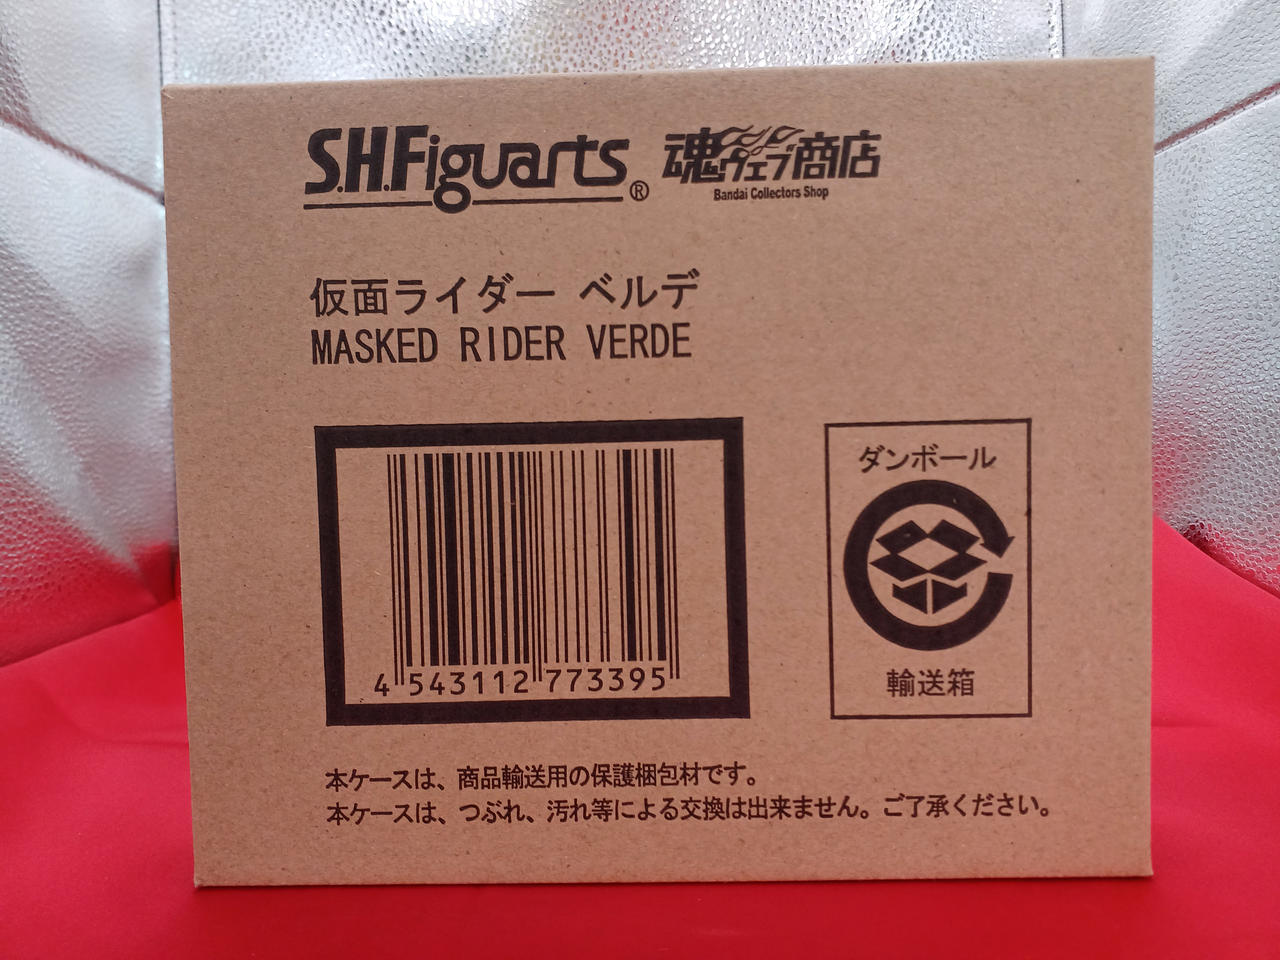 S.H.Figuarts® 魂ウェブ商店
Bandai Collectors Shop
仮面ライダー ベルデ
MASKED RIDER VERDE
4 543112 773395
ダンボール
輸送箱
本ケースは、商品輸送用の保護梱包材です。
本ケースは、つぶれ、汚れ等による交換は出来ません。ご了承ください。